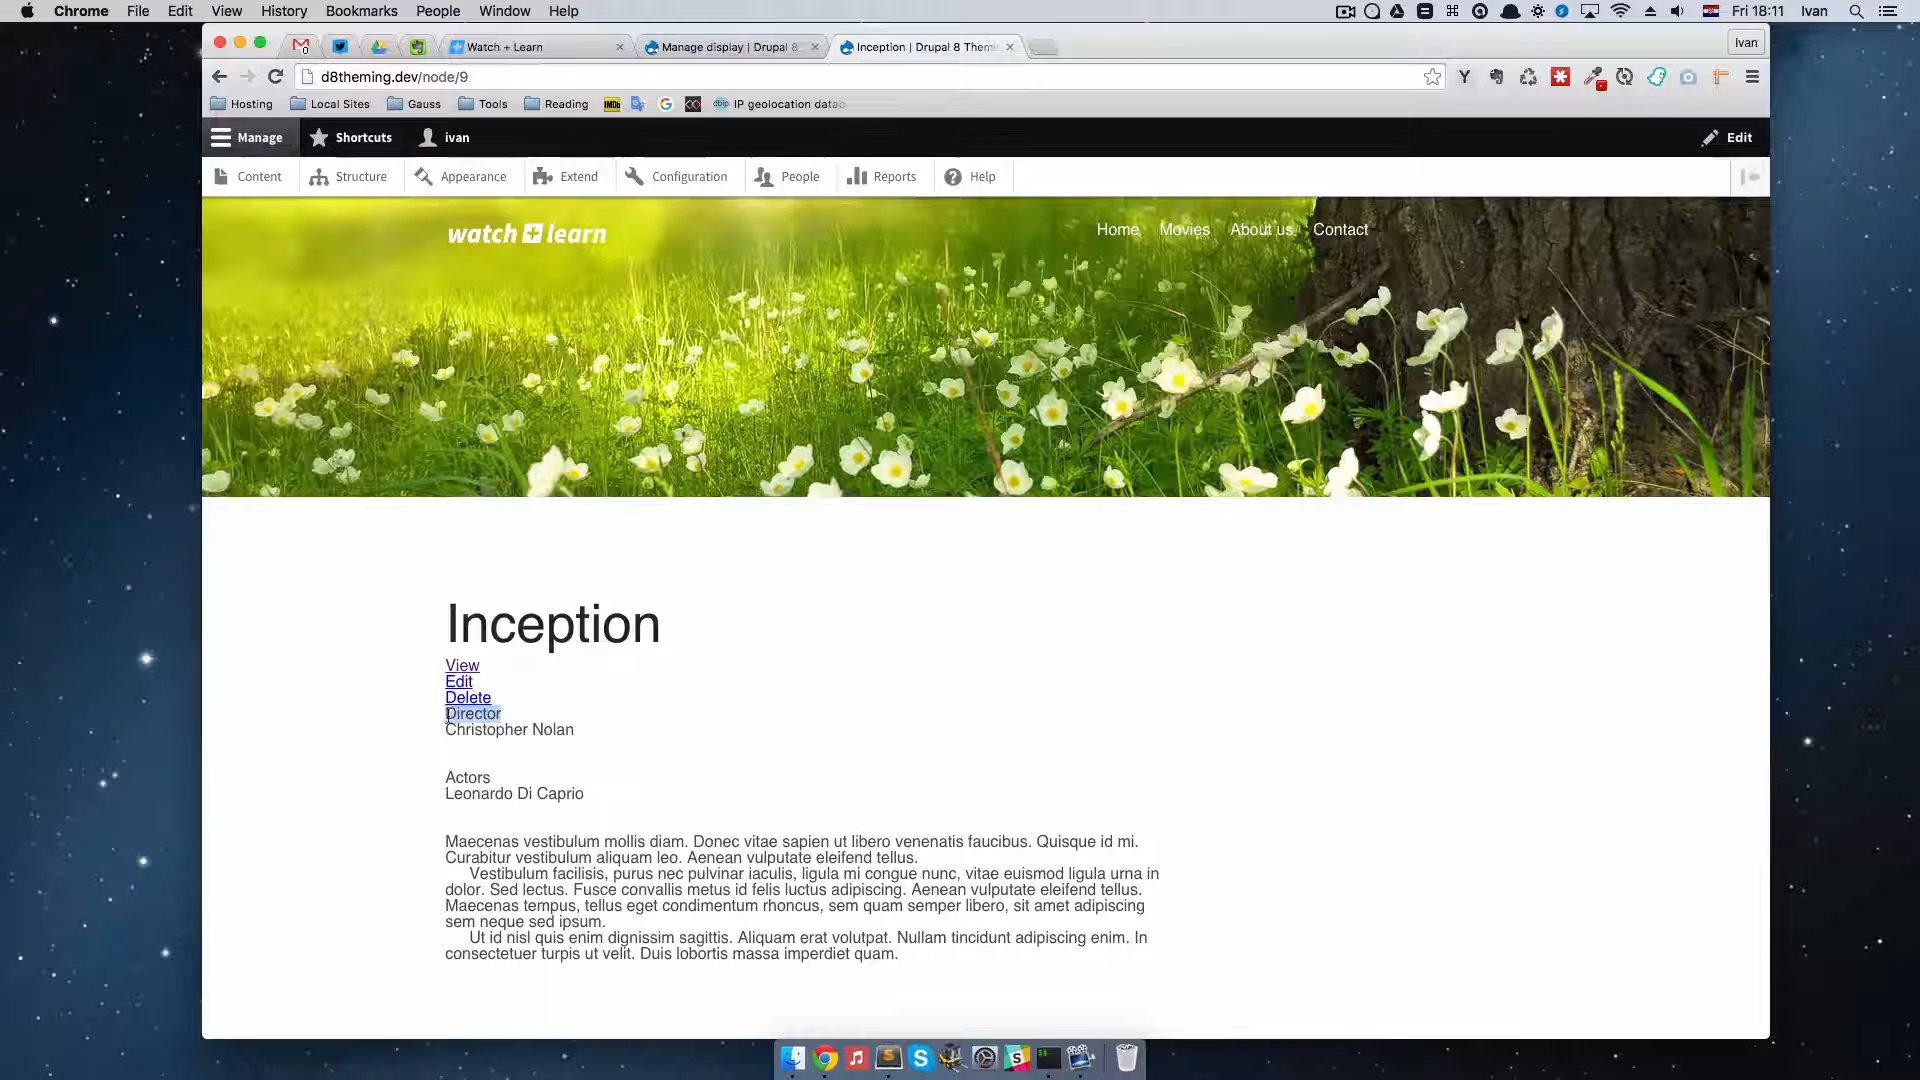 Chrome File Edit View History Bookmarks People Window Help Fri 18:11 Ivan
Watch + Learn Manage display | Drupal 8 Inception | Drupal 8 Themi Ivan
d8theming.dev/node/9
Hosting Local Sites Gauss Tools Reading IMDb dbip IP geolocation datab
Manage Shortcuts ivan Edit
Content Structure Appearance Extend Configuration People Reports Help
watch + learn Home Movies About us Contact
Inception
View
Edit
Delete
Director
Christopher Nolan
Actors
Leonardo Di Caprio
Maecenas vestibulum mollis diam. Donec vitae sapien ut libero venenatis faucibus. Quisque id mi.
Curabitur vestibulum aliquam leo. Aenean vulputate eleifend tellus.
Vestibulum facilisis, purus nec pulvinar iaculis, ligula mi congue nunc, vitae euismod ligula urna in
dolor. Sed lectus. Fusce convallis metus id felis luctus adipiscing. Aenean vulputate eleifend tellus.
Maecenas tempus, tellus eget condimentum rhoncus, sem quam semper libero, sit amet adipiscing
sem neque sed ipsum.
Ut id nisl quis enim dignissim sagittis. Aliquam erat volutpat. Nullam tincidunt adipiscing enim. In
consectetuer turpis ut velit. Duis lobortis massa imperdiet quam.